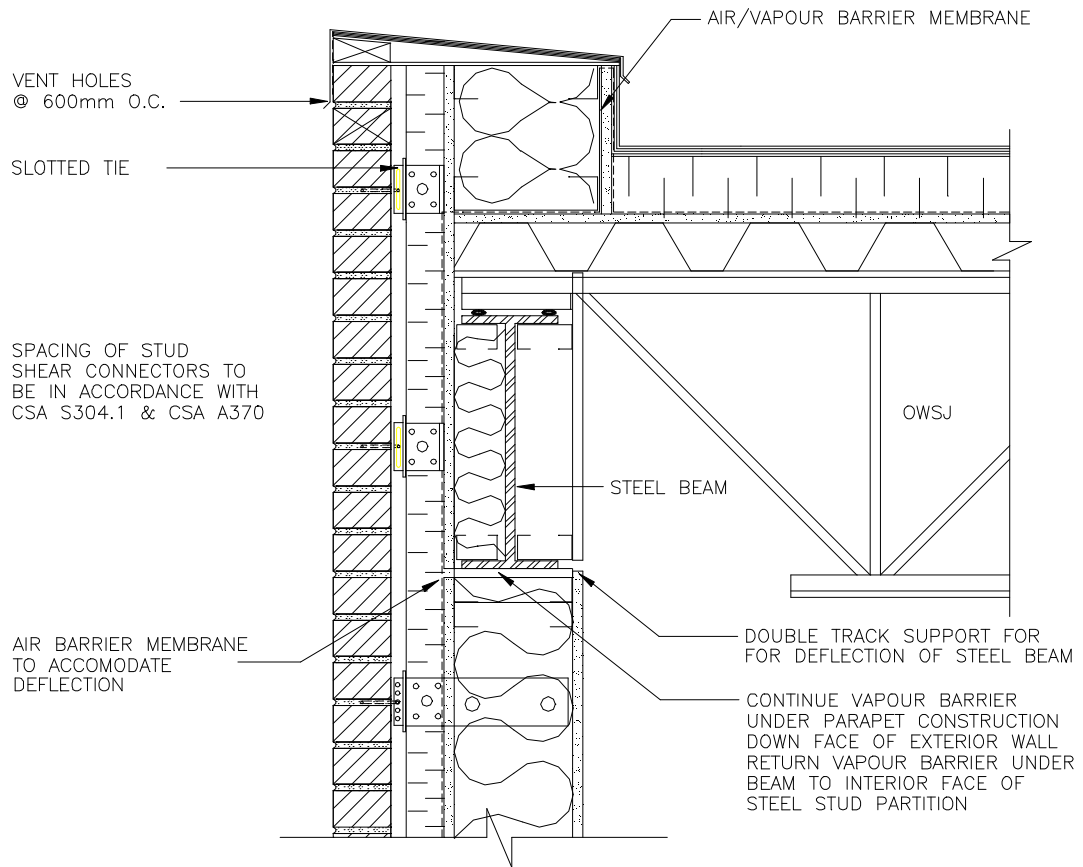 AIR/VAPOUR BARRIER MEMBRANE
VENT HOLES
@ 600mm O.C.
SLOTTED TIE
SPACING OF STUD
SHEAR CONNECTORS TO
BE IN ACCORDANCE WITH
CSA S304.1 & CSA A370
OWSJ
STEEL BEAM
AIR BARRIER MEMBRANE
TO ACCOMODATE
DEFLECTION
DOUBLE TRACK SUPPORT FOR
FOR DEFLECTION OF STEEL BEAM
CONTINUE VAPOUR BARRIER
UNDER PARAPET CONSTRUCTION
DOWN FACE OF EXTERIOR WALL
RETURN VAPOUR BARRIER UNDER
BEAM TO INTERIOR FACE OF
STEEL STUD PARTITION